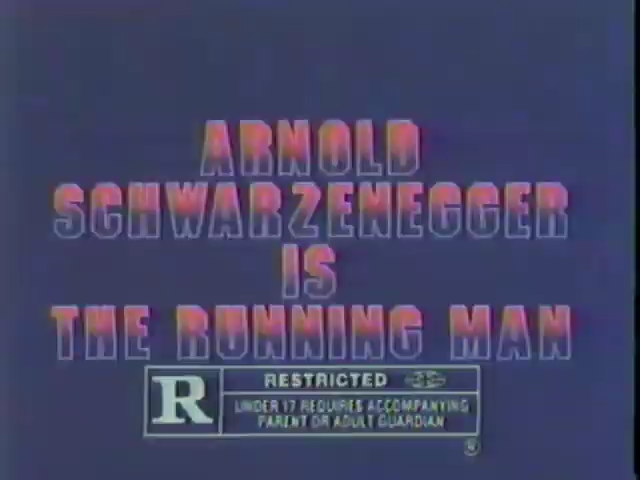 ARNOLD
SCHWARZENEGGER
IS
THE RUNNING MAN
R
RESTRICTED
UNDER 17 REQUIRES ACCOMPANYING
PARENT OR ADULT GUARDIAN
®